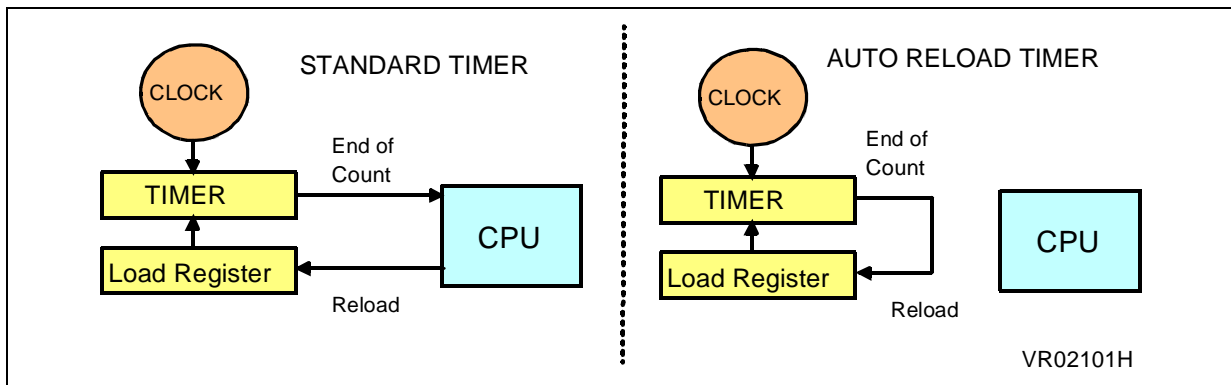 STANDARD TIMER
CLOCK
End of
Count
TIMER
CPU
Load Register
Reload
AUTO RELOAD TIMER
CLOCK
End of
Count
TIMER
CPU
Load Register
Reload
VR02101H